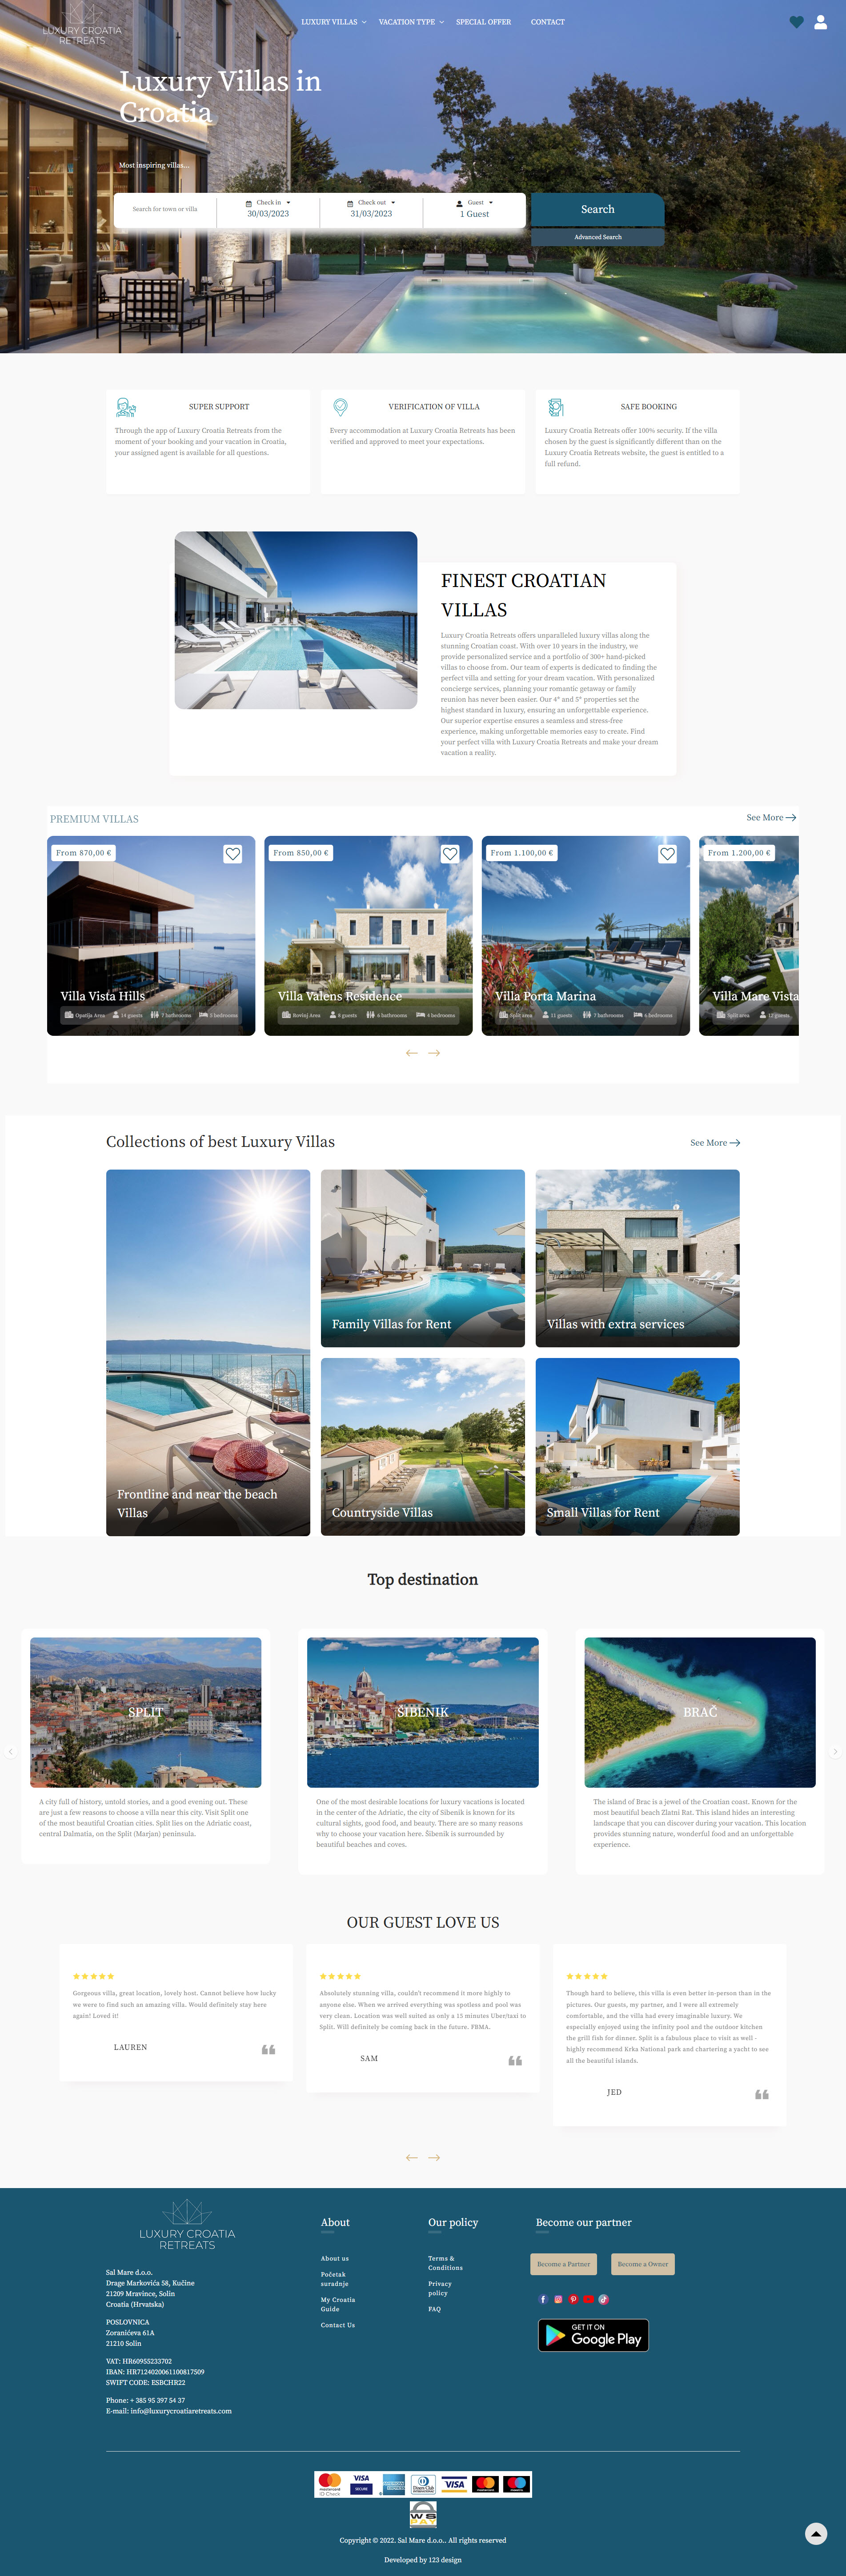 LUXURY CROATIA
RETREATS
LUXURY VILLAS
VACATION TYPE
SPECIAL OFFER
CONTACT
Luxury Villas in
Croatia
Most inspiring villas...
Search for town or villa
Check in
30/03/2023
Check out
31/03/2023
Guest
1 Guest
Search
Advanced Search
SUPER SUPPORT
Through the app of Luxury Croatia Retreats from the
moment of your booking and your vacation in Croatia,
your assigned agent is available for all questions.
VERIFICATION OF VILLA
Every accommodation at Luxury Croatia Retreats has been
verified and approved to meet your expectations.
SAFE BOOKING
Luxury Croatia Retreats offer 100% security. If the villa
chosen by the guest is significantly different than on the
Luxury Croatia Retreats website, the guest is entitled to a
full refund.
FINEST CROATIAN
VILLAS
Luxury Croatia Retreats offers unparalleled luxury villas along the
stunning Croatian coast. With over 10 years in the industry, we
provide personalized service and a portfolio of 300+ hand-picked
villas to choose from. Our team of experts is dedicated to finding the
perfect villa and setting for your dream vacation. With personalized
concierge services, planning your romantic getaway or family
reunion has never been easier. Our 4* and 5* properties set the
highest standard in luxury, ensuring an unforgettable experience.
Our superior expertise ensures a seamless and stress-free
experience, making unforgettable memories easy to create. Find
your perfect villa with Luxury Croatia Retreats and make your dream
vacation a reality.
PREMIUM VILLAS
See More
From 870,00 €
Villa Vista Hills
Opatija Area
14 guests
7 bathrooms
5 bedrooms
From 850,00 €
Villa Valens Residence
Rovinj Area
8 guests
6 bathrooms
4 bedrooms
From 1.100,00 €
Villa Porta Marina
Split area
11 guests
7 bathrooms
6 bedrooms
From 1.200,00 €
Villa Mare Vista
Split area
12 guests
Collections of best Luxury Villas
See More
Frontline and near the beach
Villas
Family Villas for Rent
Villas with extra services
Countryside Villas
Small Villas for Rent
Top destination
SPLIT
A city full of history, untold stories, and a good evening out. These
are just a few reasons to choose a villa near this city. Visit Split one
of the most beautiful Croatian cities. Split lies on the Adriatic coast,
central Dalmatia, on the Split (Marjan) peninsula.
ŠIBENIK
One of the most desirable locations for luxury vacations is located
in the center of the Adriatic, the city of Sibenik is known for its
cultural sights, good food, and beauty. There are so many reasons
why to choose your vacation here. Šibenik is surrounded by
beautiful beaches and coves.
BRAČ
The island of Brac is a jewel of the Croatian coast. Known for the
most beautiful beach Zlatni Rat. This island hides an interesting
landscape that you can discover during your vacation. This location
provides stunning nature, wonderful food and an unforgettable
experience.
OUR GUEST LOVE US
Gorgeous villa, great location, lovely host. Cannot believe how lucky
we were to find such an amazing villa. Would definitely stay here
again! Loved it!
LAUREN
Absolutely stunning villa, couldn't recommend it more highly to
anyone else. When we arrived everything was spotless and pool was
very clean. Location was well suited as only a 15 minutes Uber/taxi to
Split. Will definitely be coming back in the future. FBMA.
SAM
Though hard to believe, this villa is even better in-person than in the
pictures. Our guests, my partner, and I were all extremely
comfortable, and the villa had every imaginable luxury. We
especially enjoyed using the infinity pool and the outdoor kitchen
the grill fish for dinner. Split is a fabulous place to visit as well -
highly recommend Krka National park and chartering a yacht to see
all the beautiful islands.
JED
LUXURY CROATIA
RETREATS
Sal Mare d.o.o.
Drage Markovića 58, Kučine
21209 Mravince, Solin
Croatia (Hrvatska)
POSLOVNICA
Zoranićeva 61A
21210 Solin
VAT: HR60955233702
IBAN: HR7124020061100817509
SWIFT CODE: ESBCHR22
Phone: + 385 95 397 54 37
E-mail: info@luxurycroatiaretreats.com
About
About us
Početak
suradnje
My Croatia
Guide
Contact Us
Our policy
Terms &
Conditions
Privacy
policy
FAQ
Become our partner
Become a Partner
Become a Owner
GET IT ON
Google Play
mastercard
ID Check
VISA
SECURE
AMERICAN
EXPRESS
Diners Club
INTERNATIONAL
VISA
mastercard
maestro
WS
PAY
Copyright © 2022. Sal Mare d.o.o.. All rights reserved
Developed by 123 design